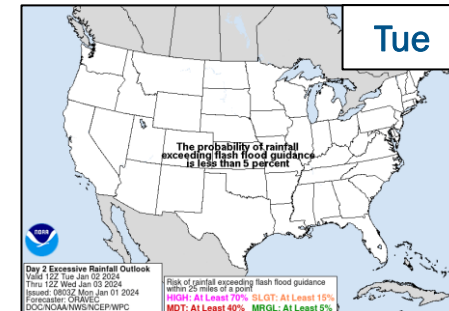 Tue
The probability of rainfall
exceeding flash flood guidance
is less than 5 percent
NOAA
Day 2 Excessive Rainfall Outlook
Valid 12Z Tue Jan 02 2024
Thru 12Z Wed Jan 03 2024
Issued: 0803Z Mon Jan 01 2024
Forecaster: ORAVEC
DOC/NOAA/NWS/NCEP/WPC
Risk of rainfall exceeding flash flood guidance
within 25 miles of a point
HIGH: At Least 70% SLGT: At Least 15%
MDT: At Least 40% MRGL: At Least 5%